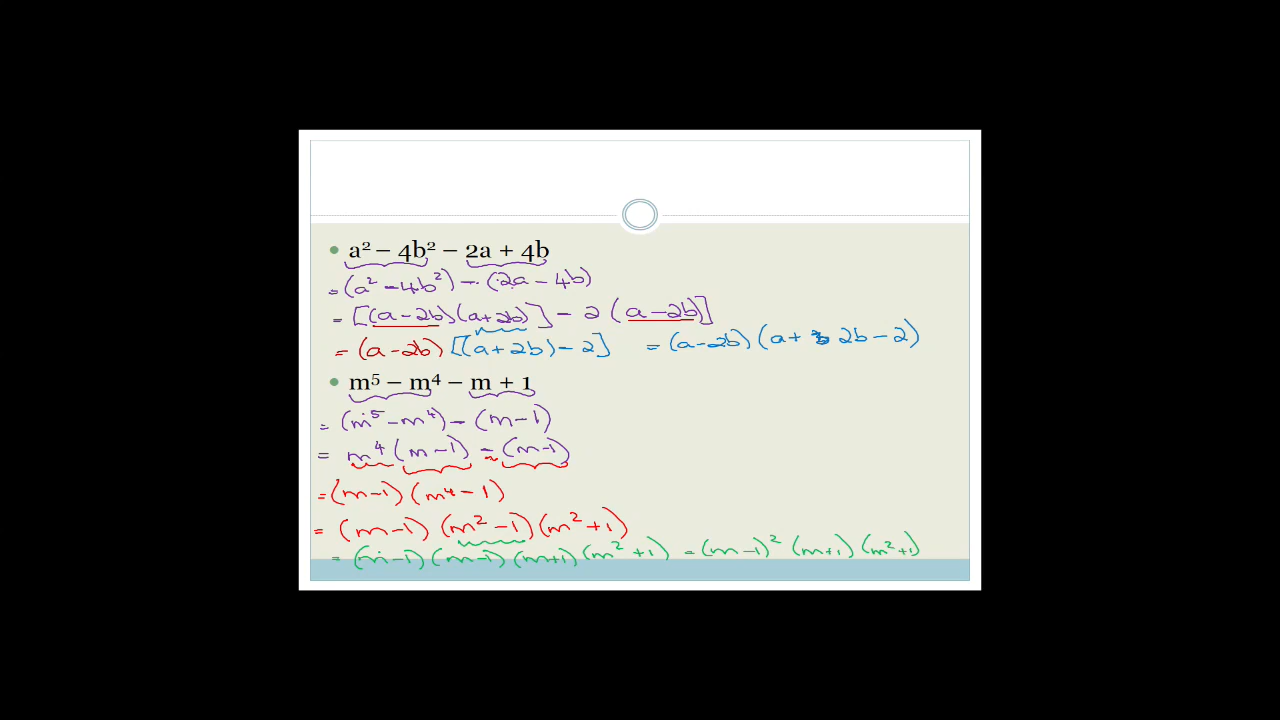 • a² – 4b² – 2a + 4b
= (a² – 4b²) – (2a – 4b)
= [(a – 2b)(a + 2b)] – 2 (a – 2b)]
= (a – 2b) [(a + 2b) – 2] = (a – 2b) (a + 2b – 2)
• m⁵ – m⁴ – m + 1
= (m⁵ – m⁴) – (m – 1)
= m⁴ (m – 1) – (m – 1)
= (m – 1) (m⁴ – 1)
= (m – 1) (m² – 1) (m² + 1)
= (m – 1) (m – 1) (m + 1) (m² + 1) = (m – 1)² (m + 1) (m² + 1)